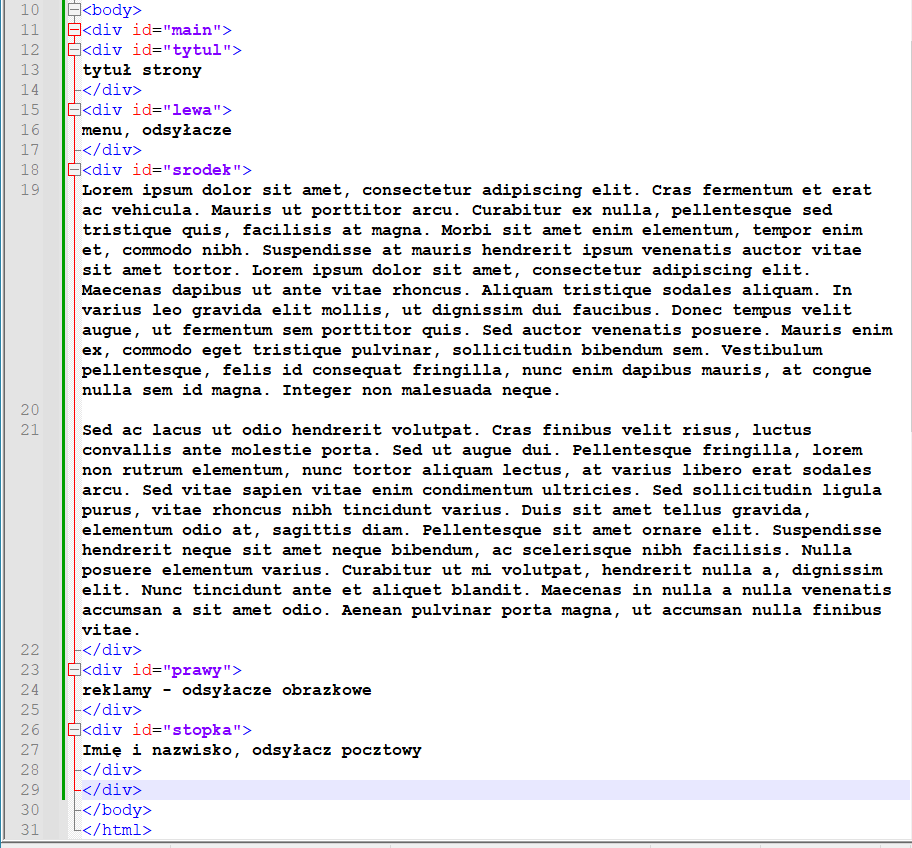 10 <body>
11 <div id="main">
12 <div id="tytul">
13 tytuł strony
14 </div>
15 <div id="lewa">
16 menu, odsyłacze
17 </div>
18 <div id="srodek">
19 Lorem ipsum dolor sit amet, consectetur adipiscing elit. Cras fermentum et erat
ac vehicula. Mauris ut porttitor arcu. Curabitur ex nulla, pellentesque sed
tristique quis, facilisis at magna. Morbi sit amet enim elementum, tempor enim
et, commodo nibh. Suspendisse at mauris hendrerit ipsum venenatis auctor vitae
sit amet tortor. Lorem ipsum dolor sit amet, consectetur adipiscing elit.
Maecenas dapibus ut ante vitae rhoncus. Aliquam tristique sodales aliquam. In
varius leo gravida elit mollis, ut dignissim dui faucibus. Donec tempus velit
augue, ut fermentum sem porttitor quis. Sed auctor venenatis posuere. Mauris enim
ex, commodo eget tristique pulvinar, sollicitudin bibendum sem. Vestibulum
pellentesque, felis id consequat fringilla, nunc enim dapibus mauris, at congue
nulla sem id magna. Integer non malesuada neque.
20
21 Sed ac lacus ut odio hendrerit volutpat. Cras finibus velit risus, luctus
convallis ante molestie porta. Sed ut augue dui. Pellentesque fringilla, lorem
non rutrum elementum, nunc tortor aliquam lectus, at varius libero erat sodales
arcu. Sed vitae sapien vitae enim condimentum ultricies. Sed sollicitudin ligula
purus, vitae rhoncus nibh tincidunt varius. Duis sit amet tellus gravida,
elementum odio at, sagittis diam. Pellentesque sit amet ornare elit. Suspendisse
hendrerit neque sit amet neque bibendum, ac scelerisque nibh facilisis. Nulla
posuere elementum varius. Curabitur ut mi volutpat, hendrerit nulla a, dignissim
elit. Nunc tincidunt ante et aliquet blandit. Maecenas in nulla a nulla venenatis
accumsan a sit amet odio. Aenean pulvinar porta magna, ut accumsan nulla finibus
vitae.
22 </div>
23 <div id="prawy">
24 reklamy - odsyłacze obrazkowe
25 </div>
26 <div id="stopka">
27 Imię i nazwisko, odsyłacz pocztowy
28 </div>
29 </div>
30 </body>
31 </html>